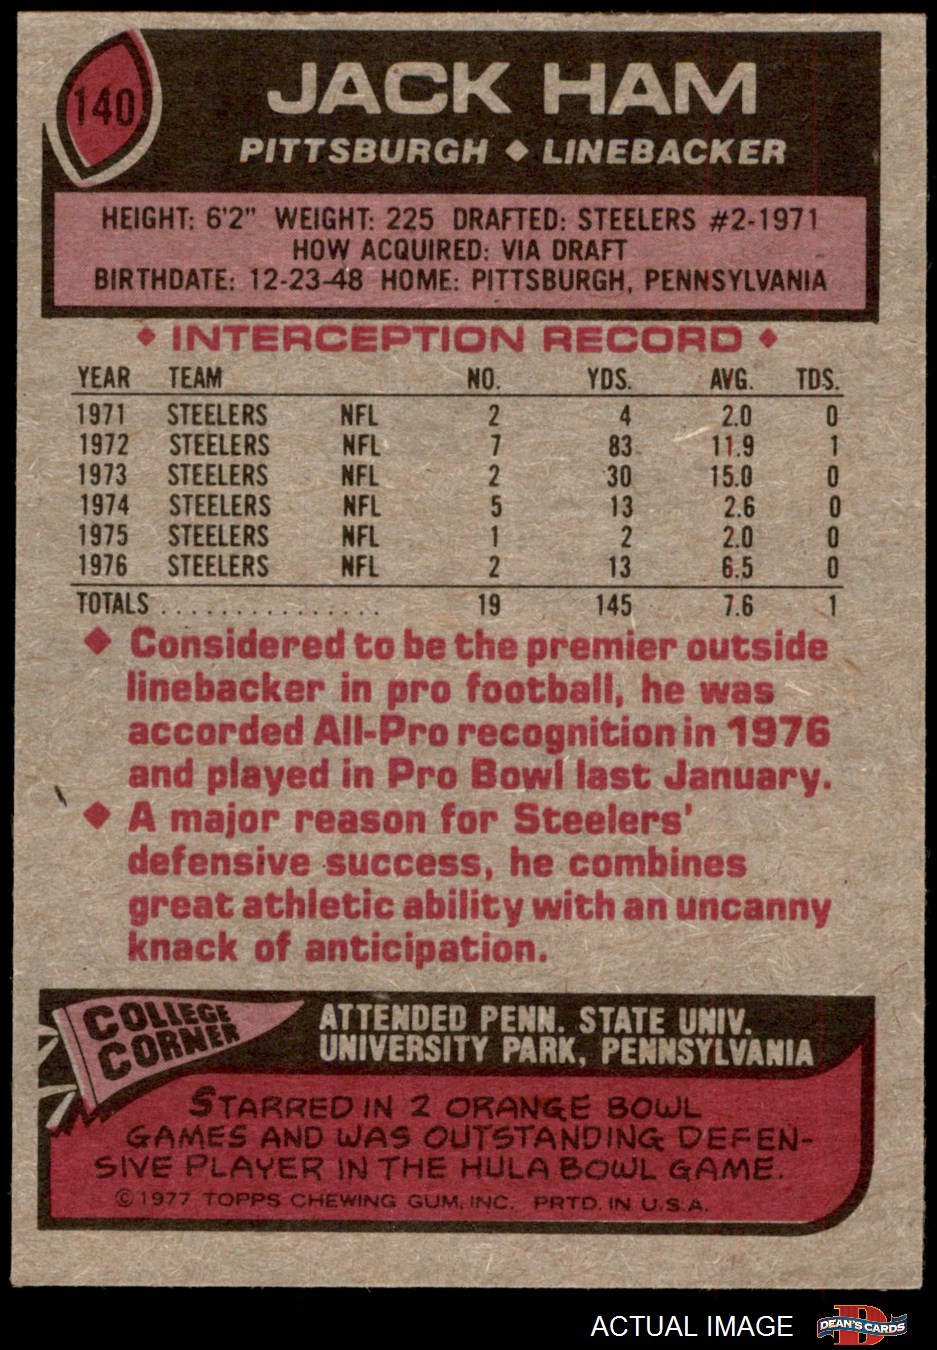 140
JACK HAM
PITTSBURGH ◆ LINEBACKER
HEIGHT: 6'2" WEIGHT: 225 DRAFTED: STEELERS #2-1971
HOW ACQUIRED: VIA DRAFT
BIRTHDATE: 12-23-48 HOME: PITTSBURGH, PENNSYLVANIA
◆ INTERCEPTION RECORD ◆
YEAR TEAM NO. YDS. AVG. TDS.
1971 STEELERS NFL 2 4 2.0 0
1972 STEELERS NFL 7 83 11.9 1
1973 STEELERS NFL 2 30 15.0 0
1974 STEELERS NFL 5 13 2.6 0
1975 STEELERS NFL 1 2 2.0 0
1976 STEELERS NFL 2 13 6.5 0
TOTALS ................ 19 145 7.6 1
◆ Considered to be the premier outside
linebacker in pro football, he was
accorded All-Pro recognition in 1976
and played in Pro Bowl last January.
◆ A major reason for Steelers'
defensive success, he combines
great athletic ability with an uncanny
knack of anticipation.
COLLEGE
CORNER
ATTENDED PENN. STATE UNIV.
UNIVERSITY PARK, PENNSYLVANIA
STARRED IN 2 ORANGE BOWL
GAMES AND WAS OUTSTANDING DEFEN-
SIVE PLAYER IN THE HULA BOWL GAME.
© 1977 TOPPS CHEWING GUM, INC. PRTD. IN U.S.A.
ACTUAL IMAGE
D
DEAN'S CARDS